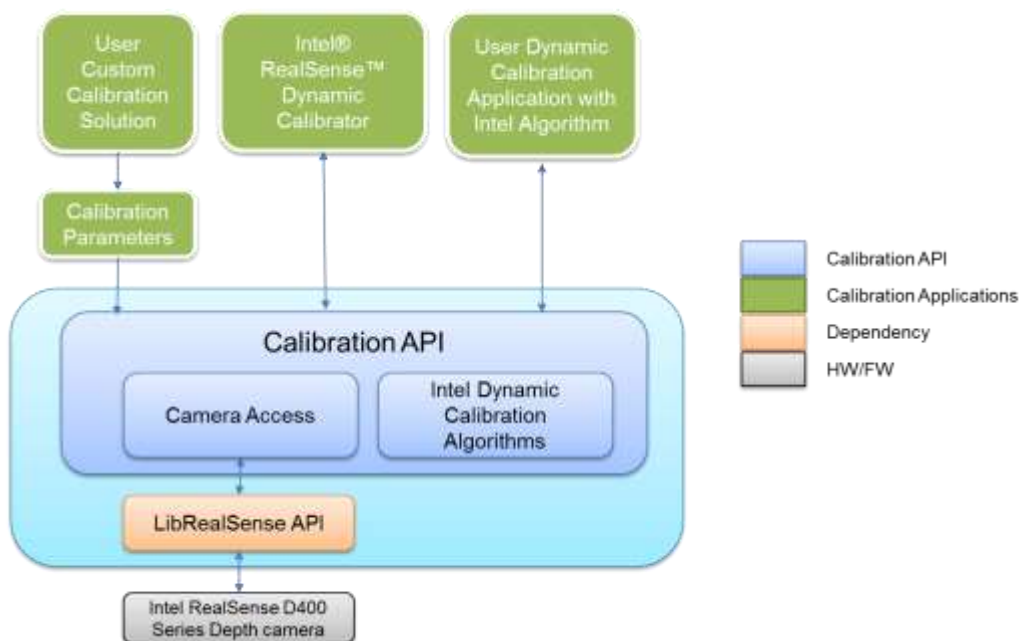 User
Custom
Calibration
Solution
Intel®
RealSense™
Dynamic
Calibrator
User Dynamic
Calibration
Application with
Intel Algorithm
Calibration
Parameters
Calibration API
Camera Access
Intel Dynamic
Calibration
Algorithms
LibRealSense API
Intel RealSense D400
Series Depth camera
Calibration API
Calibration Applications
Dependency
HW/FW